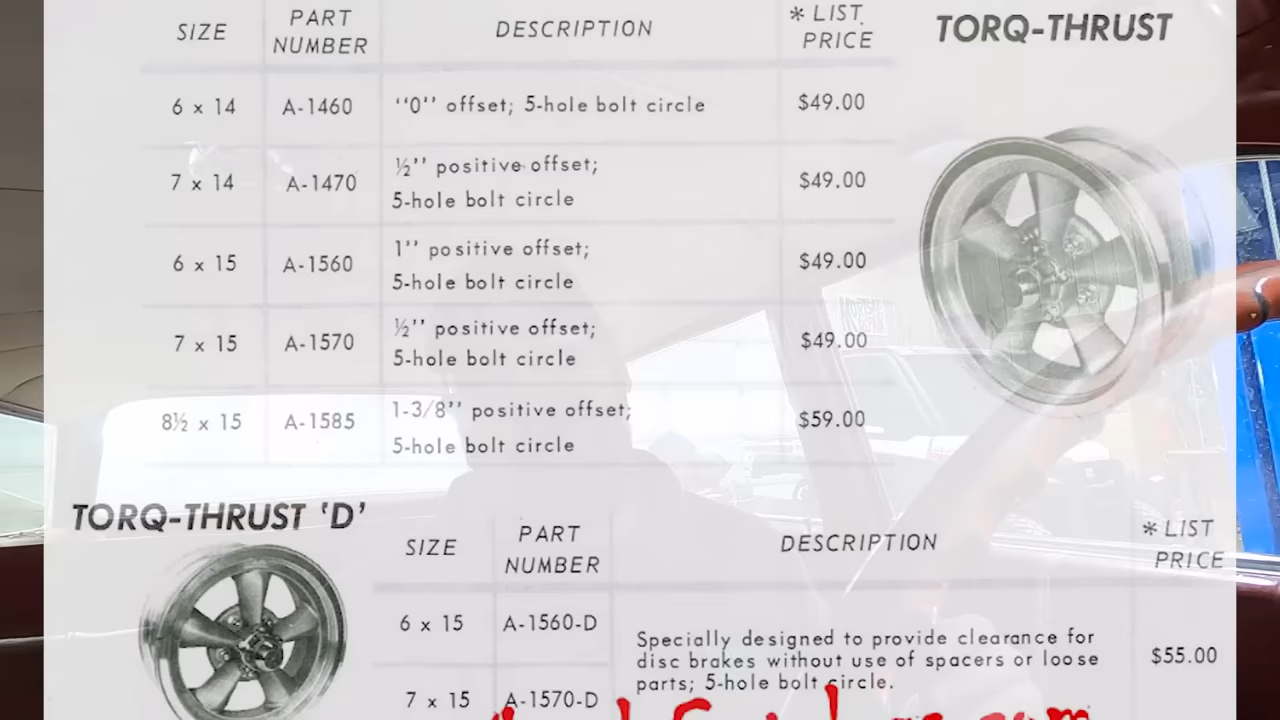 SIZE PART NUMBER DESCRIPTION * LIST PRICE
TORQ-THRUST
6 x 14 A-1460 "0" offset; 5-hole bolt circle $49.00
7 x 14 A-1470 ½" positive offset;
5-hole bolt circle $49.00
6 x 15 A-1560 1" positive offset;
5-hole bolt circle $49.00
7 x 15 A-1570 ½" positive offset;
5-hole bolt circle $49.00
8½ x 15 A-1585 1-3/8" positive offset;
5-hole bolt circle $59.00
TORQ-THRUST 'D'
SIZE PART NUMBER DESCRIPTION * LIST PRICE
6 x 15 A-1560-D
7 x 15 A-1570-D
Specially designed to provide clearance for
disc brakes without use of spacers or loose
parts; 5-hole bolt circle.
$55.00